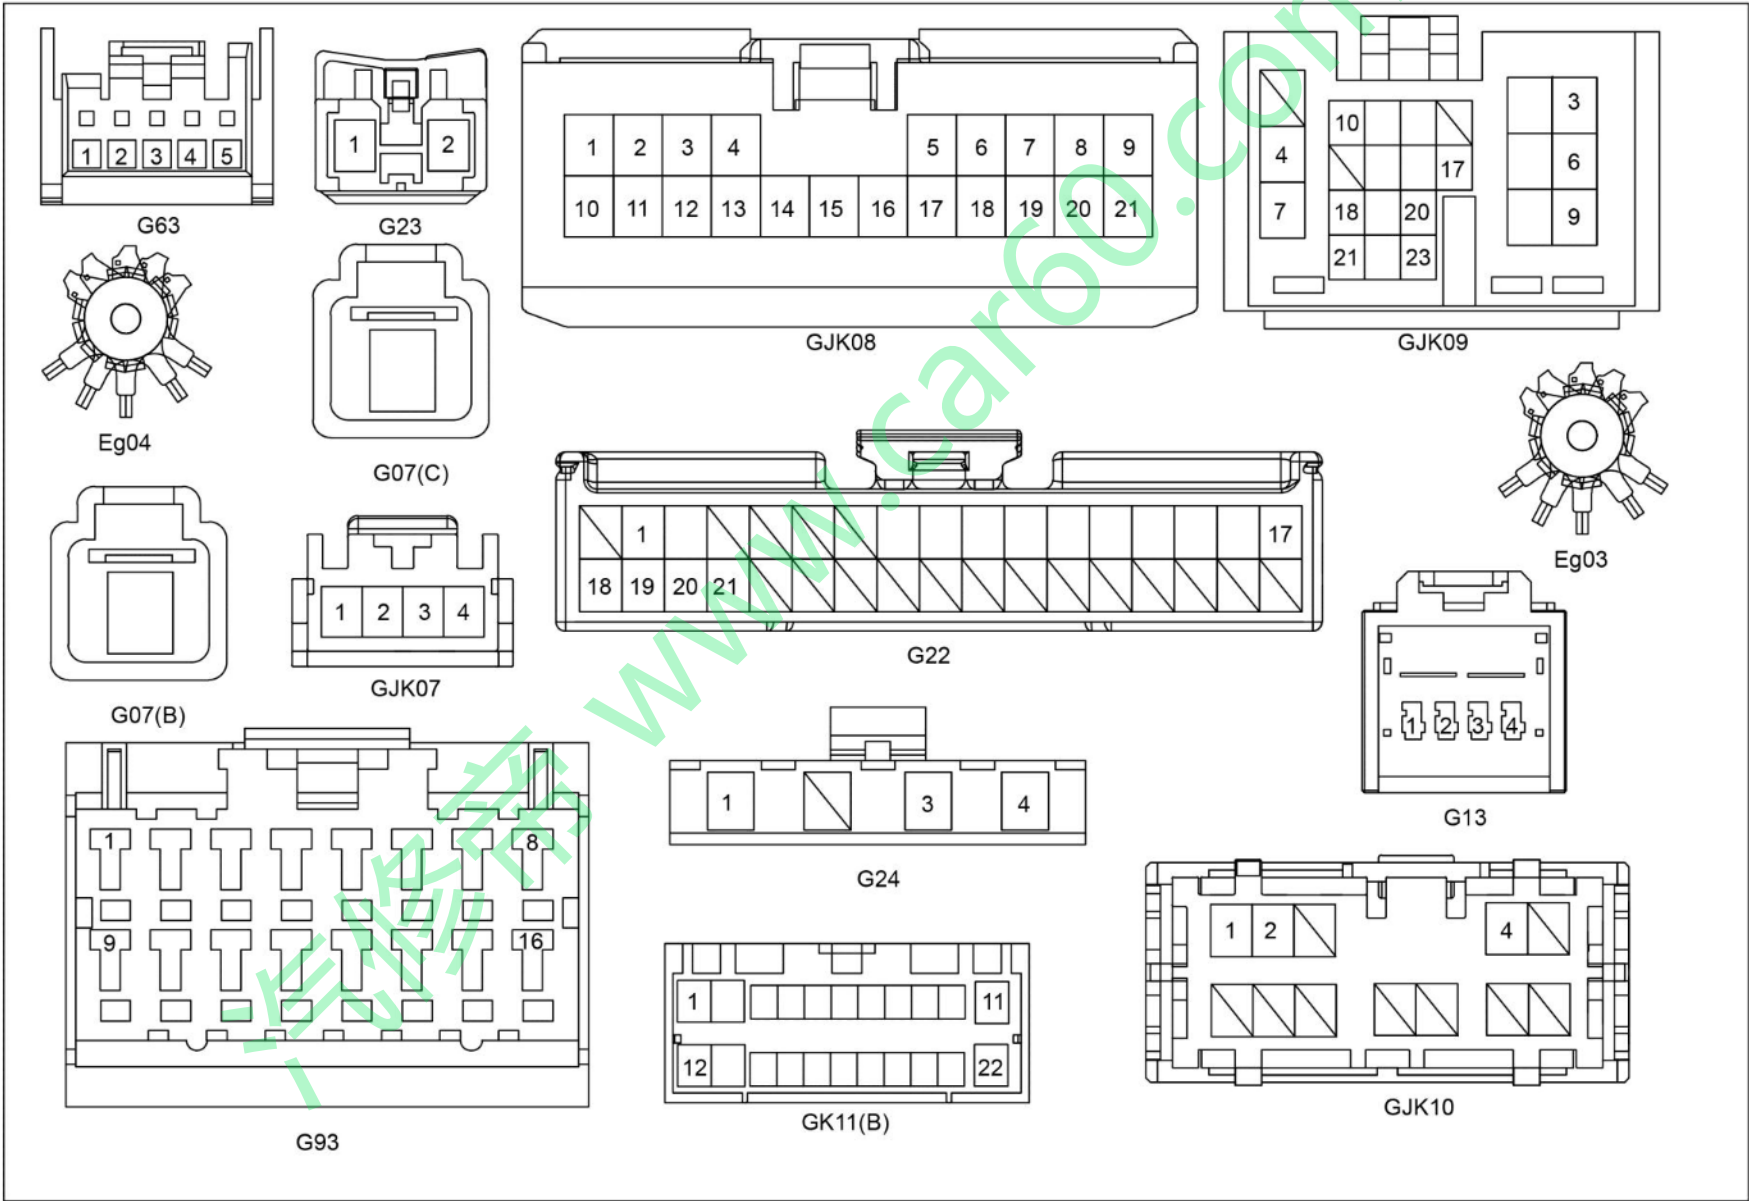 1 2 3 4 5
G63
1 2
G23
1 2 3 4 5 6 7 8 9
10 11 12 13 14 15 16 17 18 19 20 21
GJK08
3
10
4 17 6
7 18 20 9
21 23
GJK09
Eg04
G07(C)
Eg03
1 17
18 19 20 21
G22
G07(B)
1 2 3 4
GJK07
1 2 3 4
G13
1 8
9 16
G93
1 3 4
G24
1 11
12 22
GK11(B)
1 2 4
GJK10
汽修帝 www.car60.com